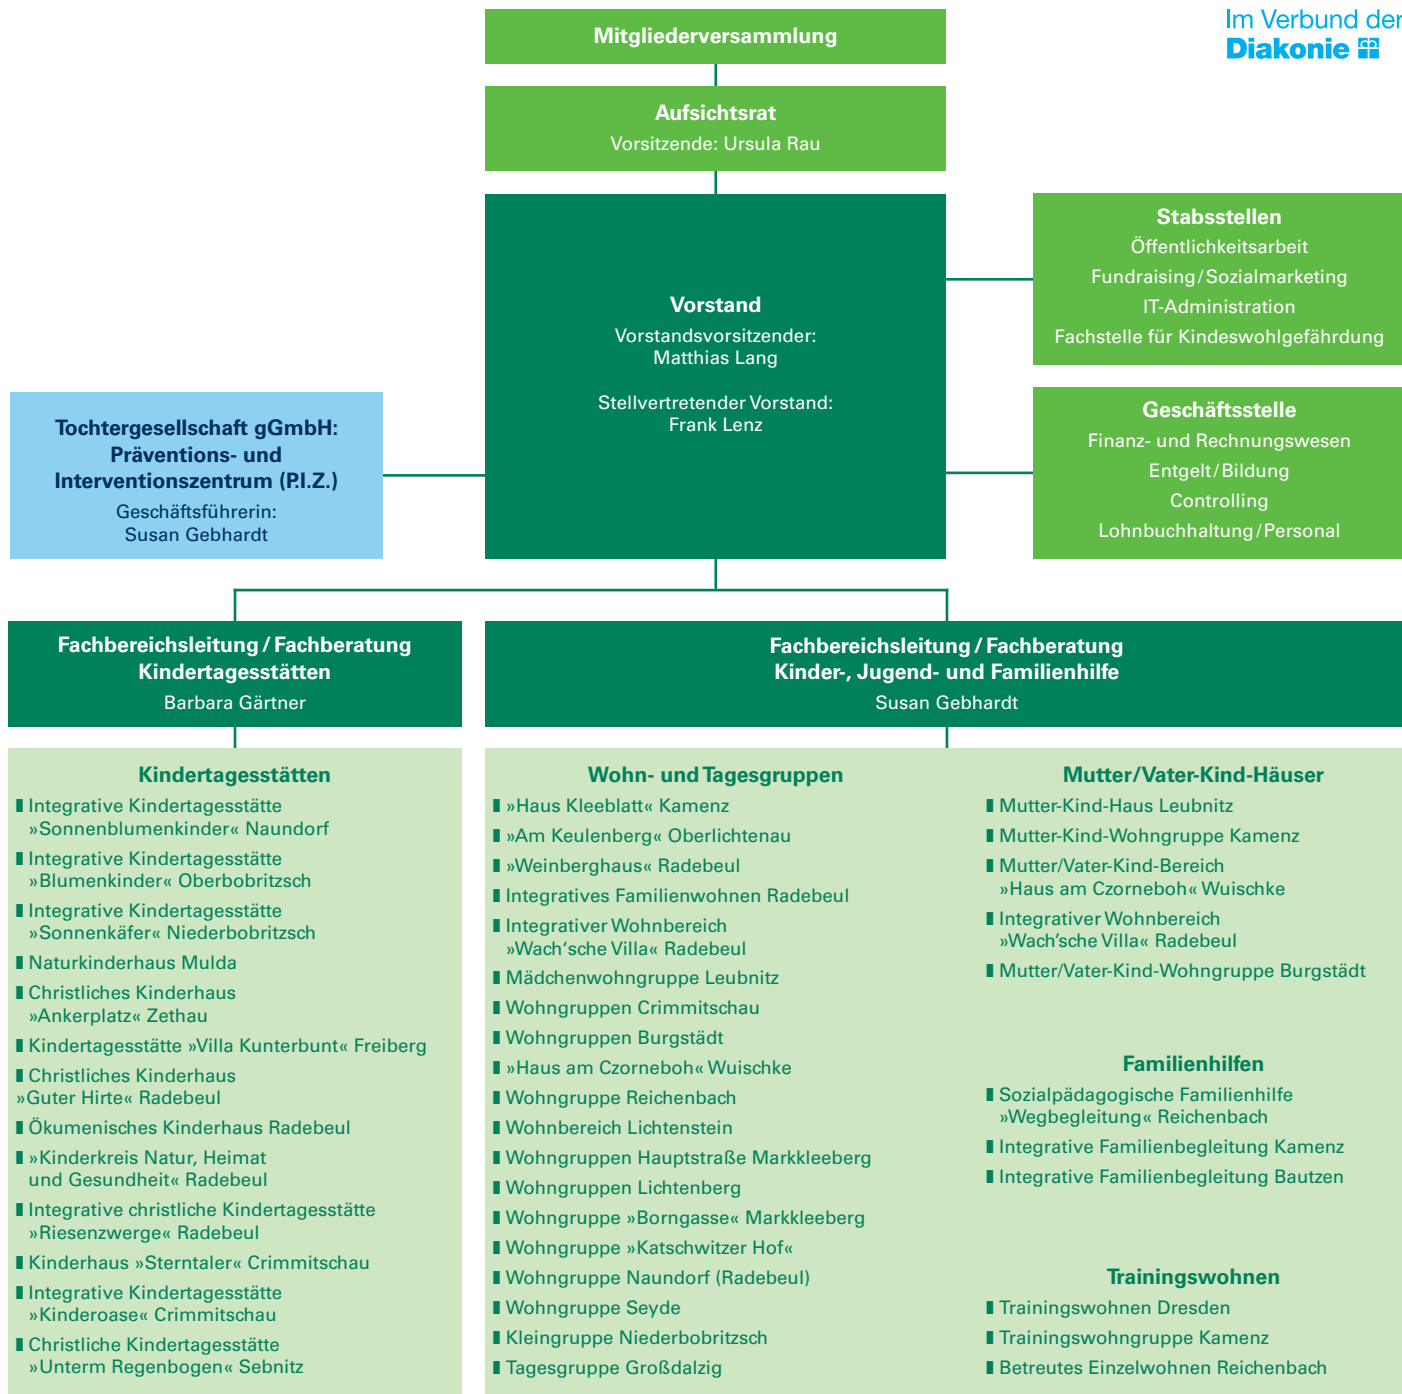 Im Verbund der
Diakonie
Mitgliederversammlung
Aufsichtsrat
Vorsitzende: Ursula Rau
Vorstand
Vorstandsvorsitzender:
Matthias Lang
Stellvertretender Vorstand:
Frank Lenz
Stabsstellen
Öffentlichkeitsarbeit
Fundraising/Sozialmarketing
IT-Administration
Fachstelle für Kindeswohlgefährdung
Geschäftsstelle
Finanz- und Rechnungswesen
Entgelt/Bildung
Controlling
Lohnbuchhaltung/Personal
Tochtergesellschaft gGmbH:
Präventions- und
Interventionszentrum (P.I.Z.)
Geschäftsführerin:
Susan Gebhardt
Fachbereichsleitung / Fachberatung
Kindertagesstätten
Barbara Gärtner
Fachbereichsleitung / Fachberatung
Kinder-, Jugend- und Familienhilfe
Susan Gebhardt
Kindertagesstätten
Integrative Kindertagesstätte
»Sonnenblumenkinder« Naundorf
Integrative Kindertagesstätte
»Blumenkinder« Oberbobritzsch
Integrative Kindertagesstätte
»Sonnenkäfer« Niederbobritzsch
Naturkinderhaus Mulda
Christliches Kinderhaus
»Ankerplatz« Zethau
Kindertagesstätte »Villa Kunterbunt« Freiberg
Christliches Kinderhaus
»Guter Hirte« Radebeul
Ökumenisches Kinderhaus Radebeul
»Kinderkreis Natur, Heimat
und Gesundheit« Radebeul
Integrative christliche Kindertagesstätte
»Riesenzwerge« Radebeul
Kinderhaus »Sterntaler« Crimmitschau
Integrative Kindertagesstätte
»Kinderoase« Crimmitschau
Christliche Kindertagesstätte
»Unterm Regenbogen« Sebnitz
Wohn- und Tagesgruppen
»Haus Kleeblatt« Kamenz
»Am Keulenberg« Oberlichtenau
»Weinberghaus« Radebeul
Integratives Familienwohnen Radebeul
Integrativer Wohnbereich
»Wach‘sche Villa« Radebeul
Mädchenwohngruppe Leubnitz
Wohngruppen Crimmitschau
Wohngruppen Burgstädt
»Haus am Czorneboh« Wuischke
Wohngruppe Reichenbach
Wohnbereich Lichtenstein
Wohngruppen Hauptstraße Markkleeberg
Wohngruppen Lichtenberg
Wohngruppe »Borngasse« Markkleeberg
Wohngruppe »Katschwitzer Hof«
Wohngruppe Naundorf (Radebeul)
Wohngruppe Seyde
Kleingruppe Niederbobritzsch
Tagesgruppe Großdalzig
Mutter/Vater-Kind-Häuser
Mutter-Kind-Haus Leubnitz
Mutter-Kind-Wohngruppe Kamenz
Mutter/Vater-Kind-Bereich
»Haus am Czorneboh« Wuischke
Integrativer Wohnbereich
»Wach’sche Villa« Radebeul
Mutter/Vater-Kind-Wohngruppe Burgstädt
Familienhilfen
Sozialpädagogische Familienhilfe
»Wegbegleitung« Reichenbach
Integrative Familienbegleitung Kamenz
Integrative Familienbegleitung Bautzen
Trainingswohnen
Trainingswohnen Dresden
Trainingswohngruppe Kamenz
Betreutes Einzelwohnen Reichenbach